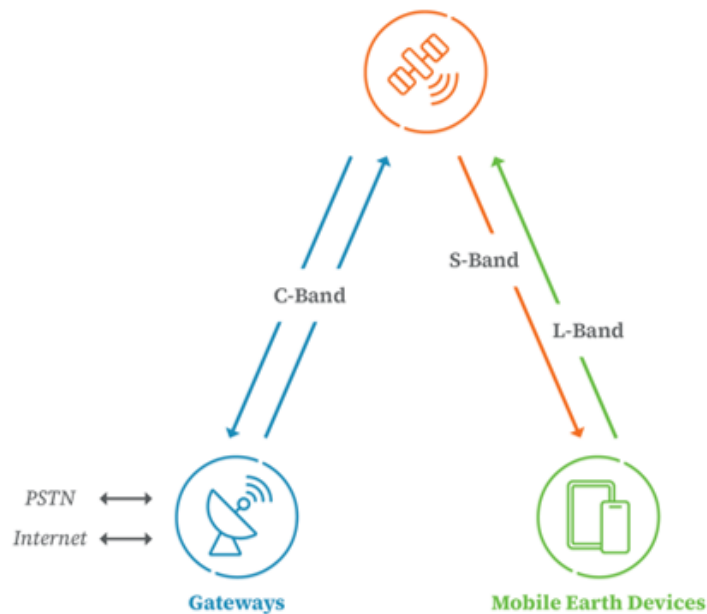 S-Band
C-Band
L-Band
PSTN
Internet
Gateways
Mobile Earth Devices